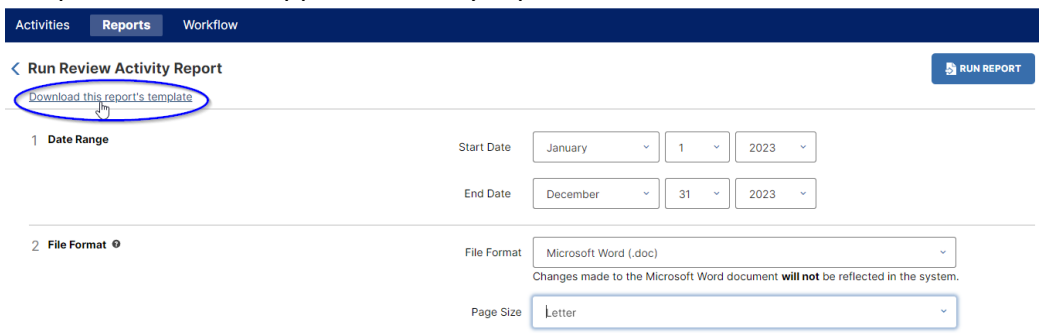 Activities Reports Workflow
Run Review Activity Report
RUN REPORT
Download this report's template
1 Date Range
Start Date January 1 2023
End Date December 31 2023
2 File Format
File Format Microsoft Word (.doc)
Changes made to the Microsoft Word document will not be reflected in the system.
Page Size Letter